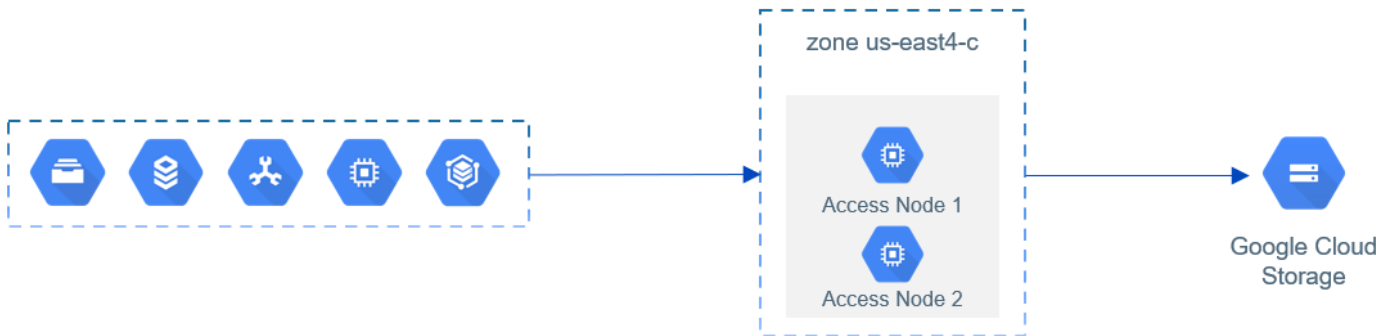 zone us-east4-c
Access Node 1
Access Node 2
Google Cloud
Storage